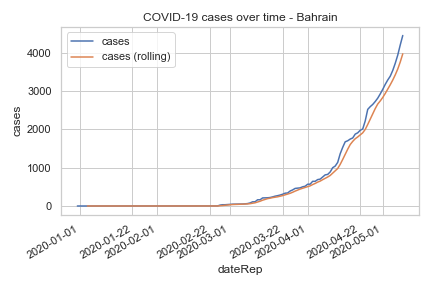 COVID-19 cases over time - Bahrain
cases
cases (rolling)
4000
3000
2000
1000
0
cases
2020-01-01
2020-01-22
2020-02-01
2020-02-22
2020-03-01
2020-03-22
2020-04-01
2020-04-22
2020-05-01
dateRep